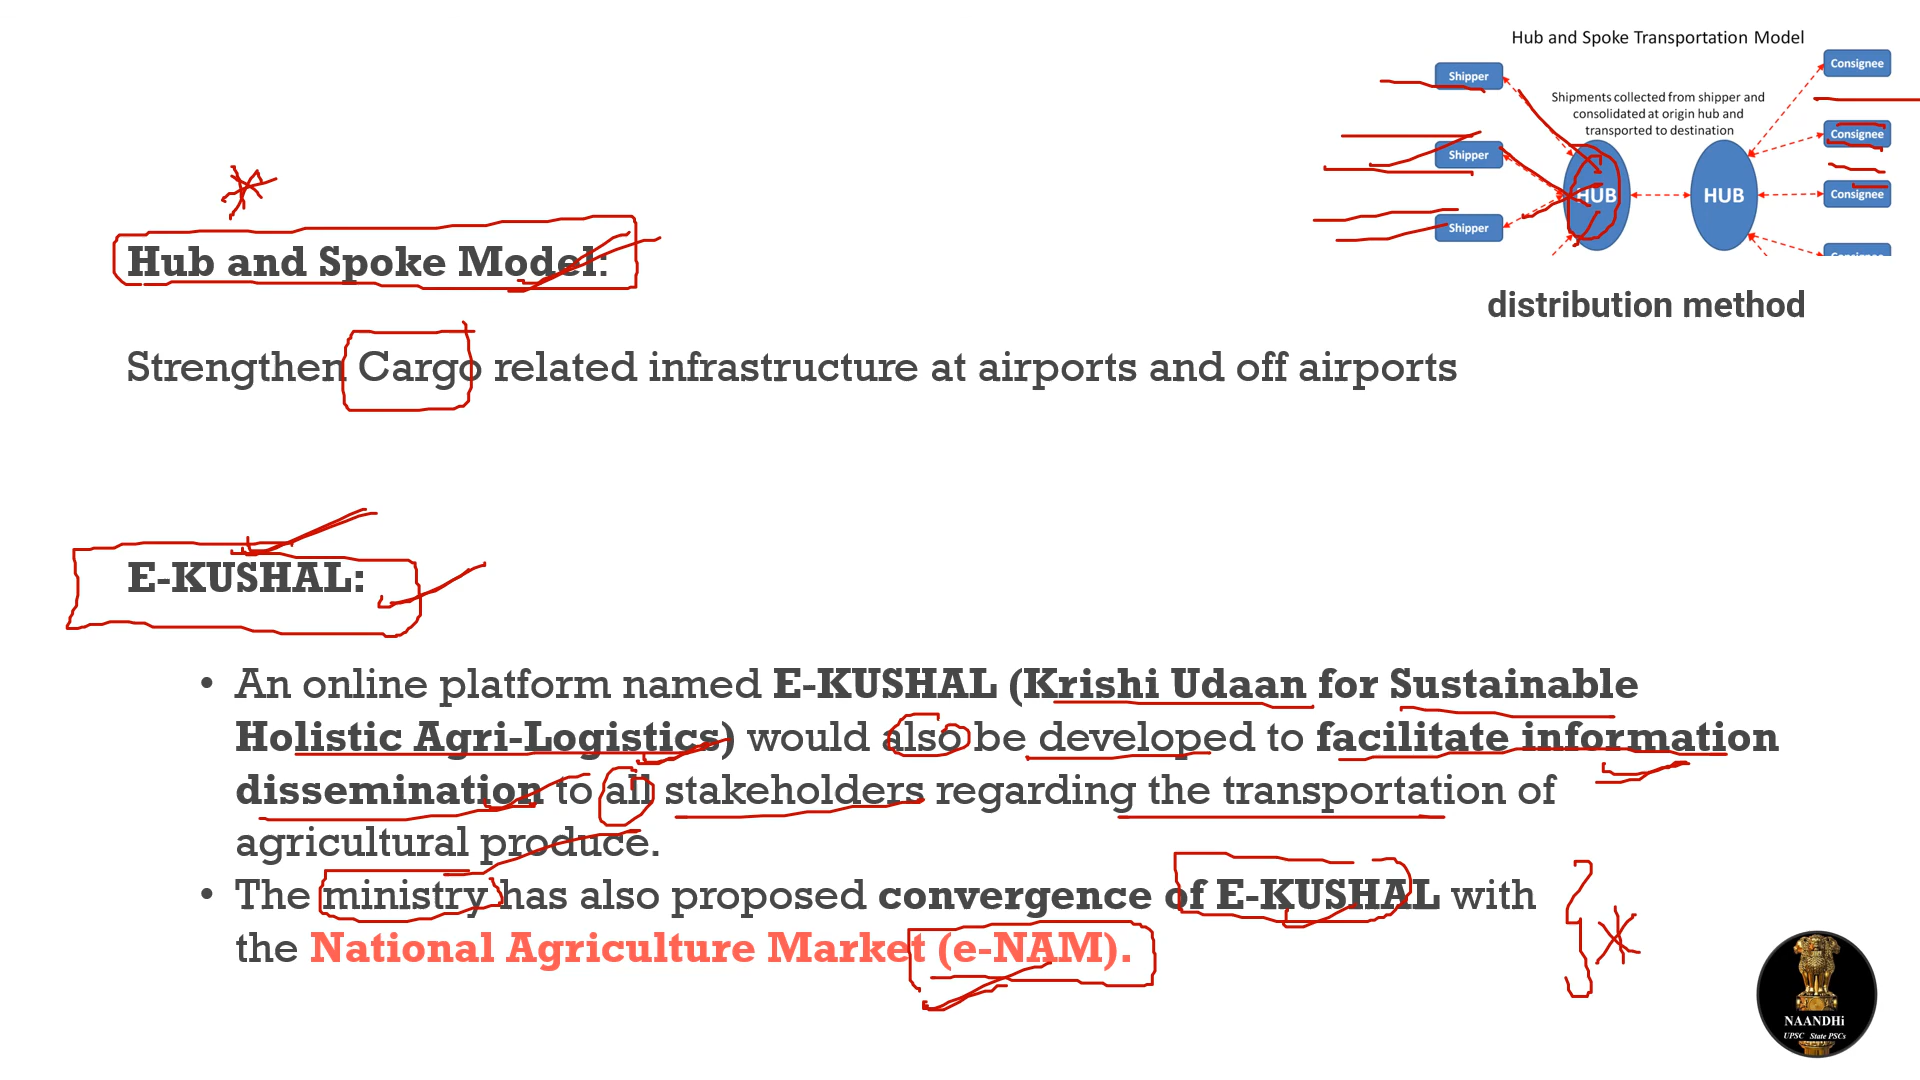 Hub and Spoke Transportation Model
Shipper
Consignee
Shipments collected from shipper and
consolidated at origin hub and
transported to destination
Consignee
Shipper
HUB
HUB
Consignee
Shipper
Consignee
distribution method
Hub and Spoke Model:
Strengthen Cargo related infrastructure at airports and off airports
E-KUSHAL:
• An online platform named E-KUSHAL (Krishi Udaan for Sustainable
Holistic Agri-Logistics) would also be developed to facilitate information
dissemination to all stakeholders regarding the transportation of
agricultural produce.
• The ministry has also proposed convergence of E-KUSHAL with
the National Agriculture Market (e-NAM).
NAANDHi
UPSC State PSCs